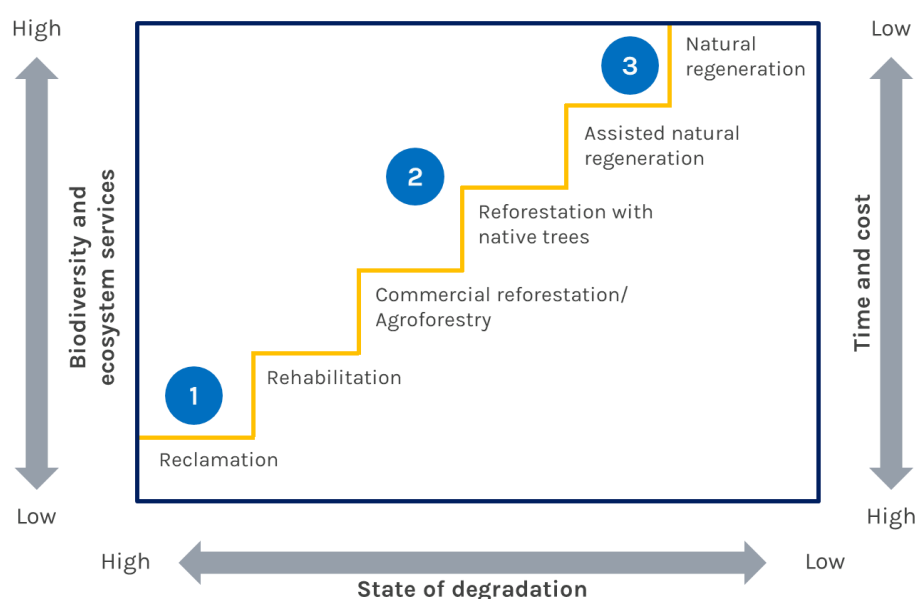 High
Low
Natural
regeneration
3
Assisted natural
regeneration
2
Reforestation with
native trees
Commercial reforestation/
Agroforestry
Rehabilitation
1
Reclamation
Biodiversity and
ecosystem services
Time and cost
Low
High
High
Low
State of degradation